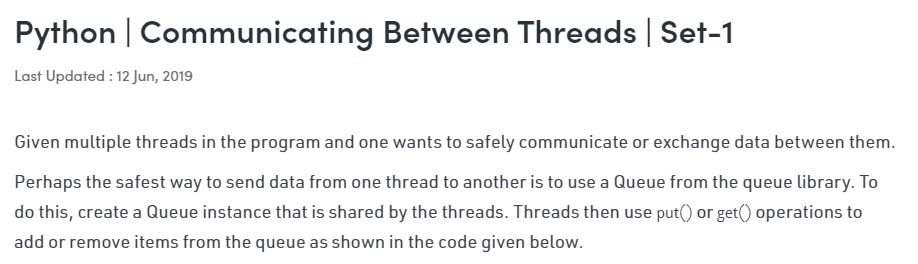 Python | Communicating Between Threads | Set-1
Last Updated : 12 Jun, 2019
Given multiple threads in the program and one wants to safely communicate or exchange data between them.
Perhaps the safest way to send data from one thread to another is to use a Queue from the queue library. To
do this, create a Queue instance that is shared by the threads. Threads then use put() or get() operations to
add or remove items from the queue as shown in the code given below.